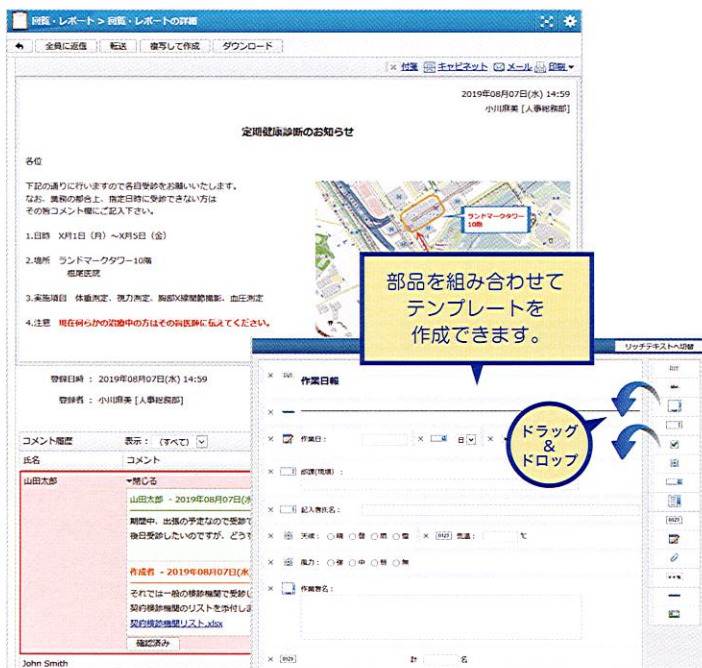 回覧・レポート > 回覧・レポートの詳細
全員に返信 転送 複写して作成 ダウンロード
付箋 キャビネット メール 印刷
2019年08月07日(水) 14:59
小川麻美 [人事総務部]
定期健康診断のお知らせ
各位
下記の通りに行いますので各自受診をお願いいたします。
なお、業務の都合上、指定日時に受診できない方は
その旨コメント欄にご記入下さい。
1.日時 X月1日（月）～X月5日（金）
2.場所 ランドマークタワー10階
ランドマークタワー
10階
3.実施項目 体重測定、視力測定、胸部X線間節撮影、血圧測定
4.注意 現在何らかの治療中の方はその旨医師に伝えてください。
部品を組み合わせて
テンプレートを
作成できます。
リッチテキストへ切替
登録日時 : 2019年08月07日(水) 14:59
登録者 : 小川麻美 [人事総務部]
コメント履歴 表示 : (すべて)
氏名 コメント
山田太郎 ▾閉じる
山田太郎 - 2019年08月07日(水
期間中、出張の予定なので受診で
後日受診したいのですが、どうす
作成者 - 2019年08月07日(水
それでは一般の検診機関で受診し
契約検診機関のリストを添付しま
契約検診機関リスト.xlsx
確認済み
John Smith
作業日報
ドラッグ
&
ドロップ
作業日 : 日
部課(現場) :
記入者氏名 :
天候 : 晴 曇 雨 雪 0123 気温 : ℃
風力 : 強 中 弱 無
作業者名 :
0123 計 名
0123